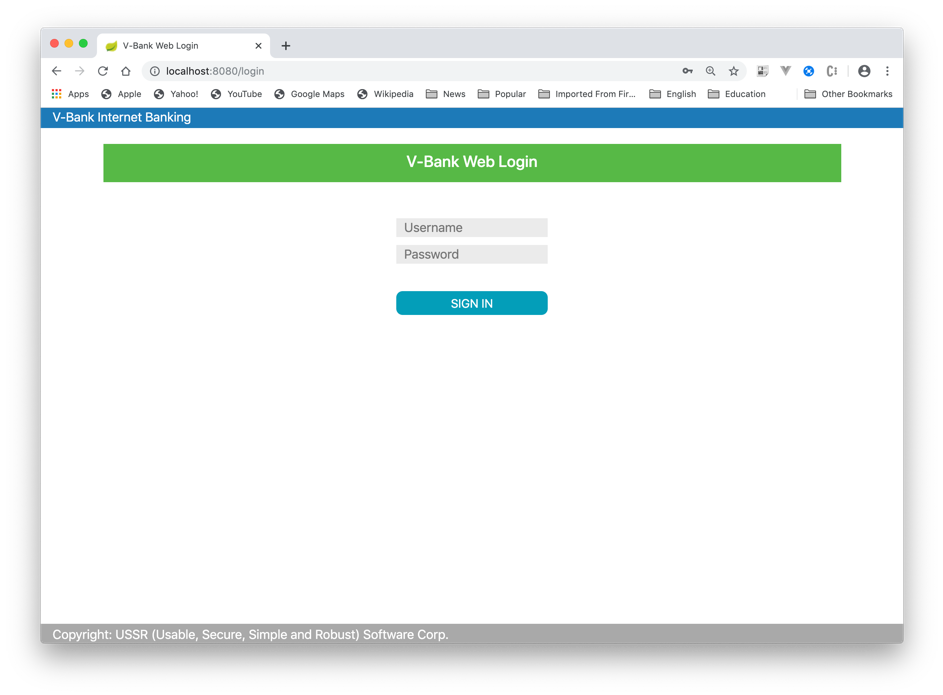 V-Bank Web Login
localhost:8080/login
Apps Apple Yahoo! YouTube Google Maps Wikipedia News Popular Imported From Fir... English Education Other Bookmarks
V-Bank Internet Banking
V-Bank Web Login
Username
Password
SIGN IN
Copyright: USSR (Usable, Secure, Simple and Robust) Software Corp.